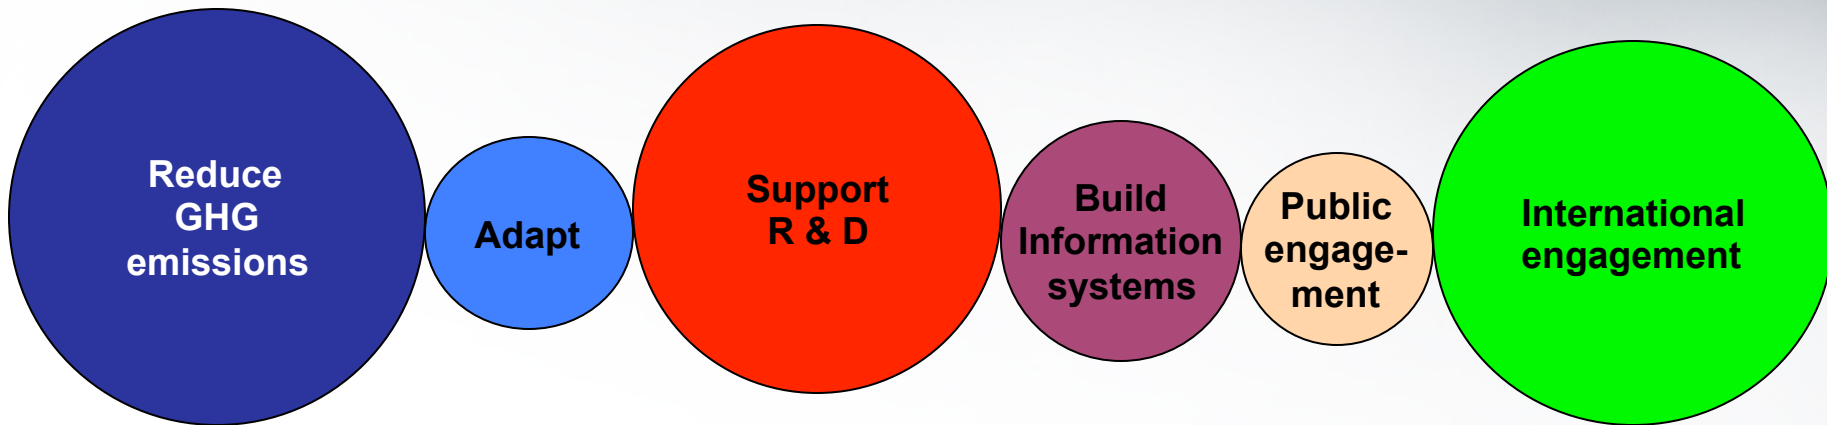 Reduce
GHG
emissions
Adapt
Support
R & D
Build
Information
systems
Public
engage-
ment
International
engagement